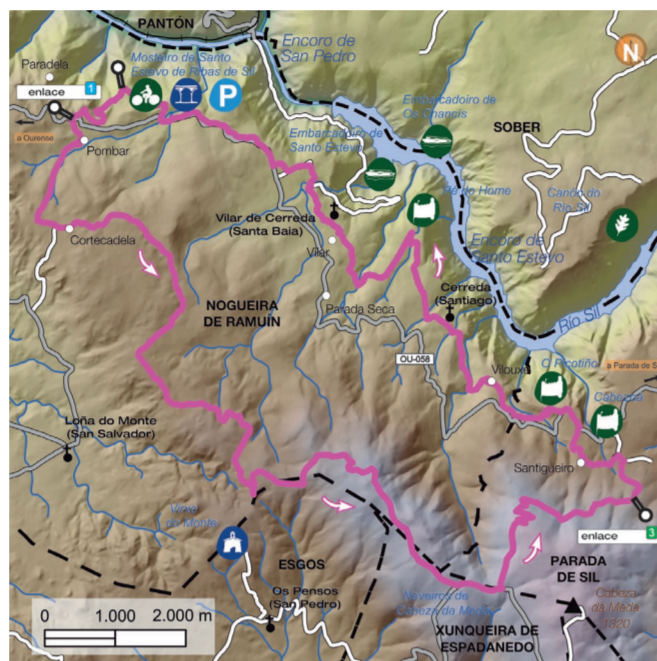 PANTÓN
Paradela
Mosteiro de Santo
Estevo de Ribas de Sil
Encoro de
San Pedro
N
enlace 1
P
a Ourense
Pombar
Embarcadoiro de
Os Chancís
SOBER
Embarcadoiro de
Santo Estevo
Pé do Home
Canón do
Río Sil
Vilar de Cerreda
(Santa Baia)
Cortecadela
Vilar
Encoro de
Santo Estevo
NOGUEIRA
DE RAMUÍN
Parada Seca
Cerreda
(Santiago)
Río Sil
OU-058
O Picotiño
a Parada de S
Vilouxe
Cabezoá
Loña do Monte
(San Salvador)
Santigueiro
Virxe
do Monte
enlace 3
ESGOS
PARADA
DE SIL
Os Pensos
(San Pedro)
Naveiros de
Cabeza da Meda
Cabeza
da Meda
1320
0 1.000 2.000 m
XUNQUEIRA DE
ESPADANEDO